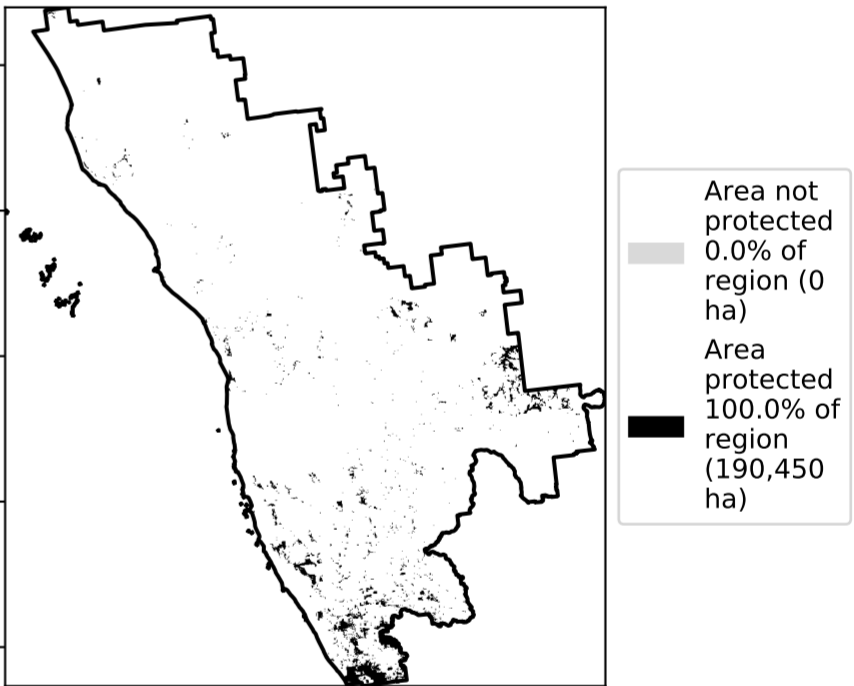 Area not
protected
0.0% of
region (0
ha)
Area
protected
100.0% of
region
(190,450
ha)